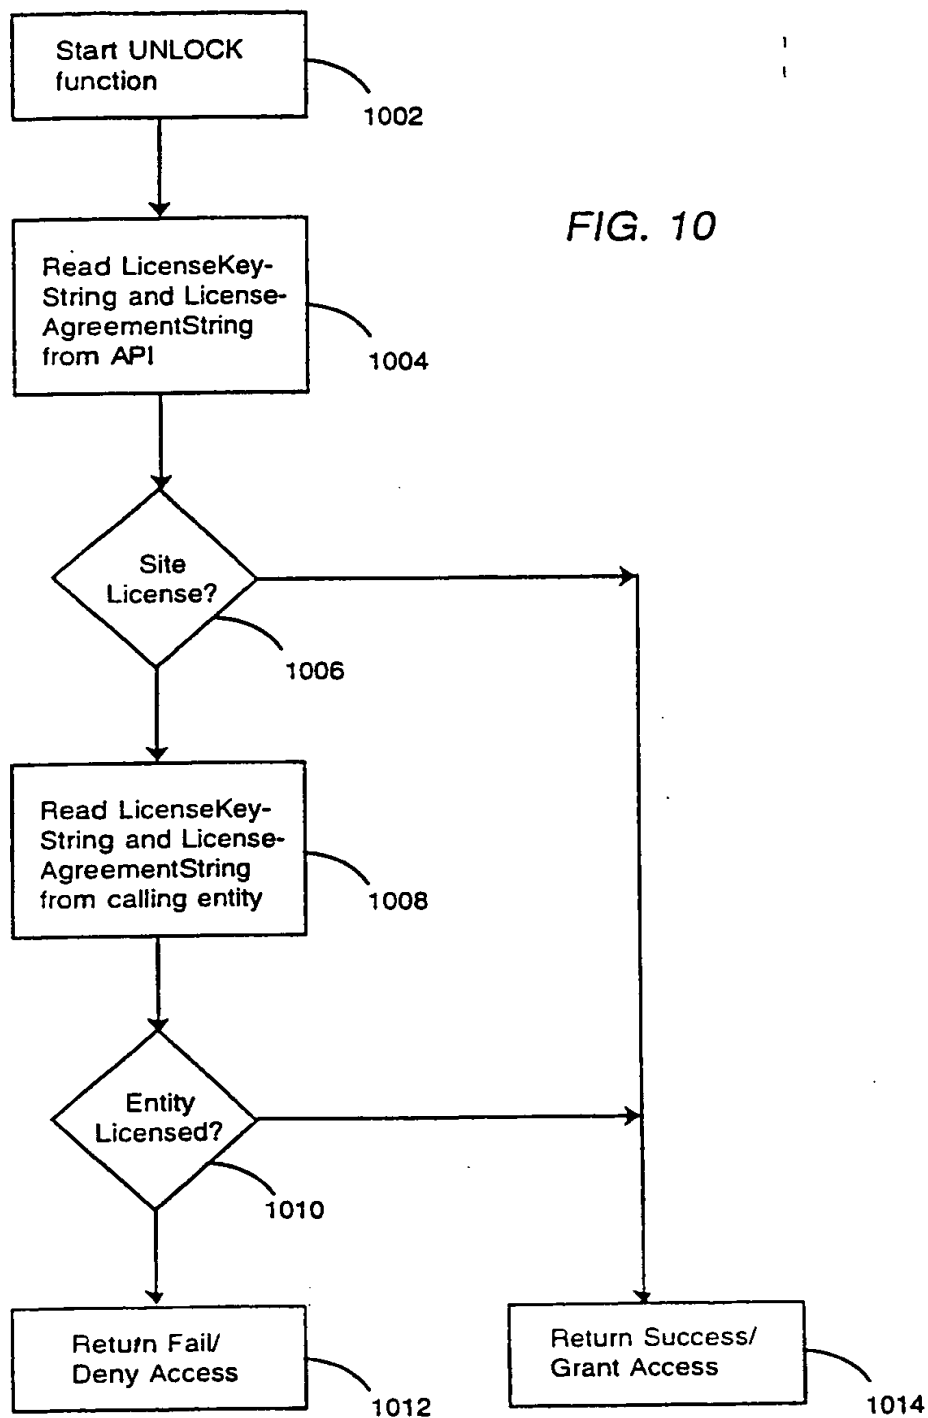 Start UNLOCK
function
1002
FIG. 10
Read LicenseKey-
String and License-
AgreementString
from API
1004
Site
License?
1006
Read LicenseKey-
String and License-
AgreementString
from calling entity
1008
Entity
Licensed?
1010
Return Fail/
Deny Access
1012
Return Success/
Grant Access
1014